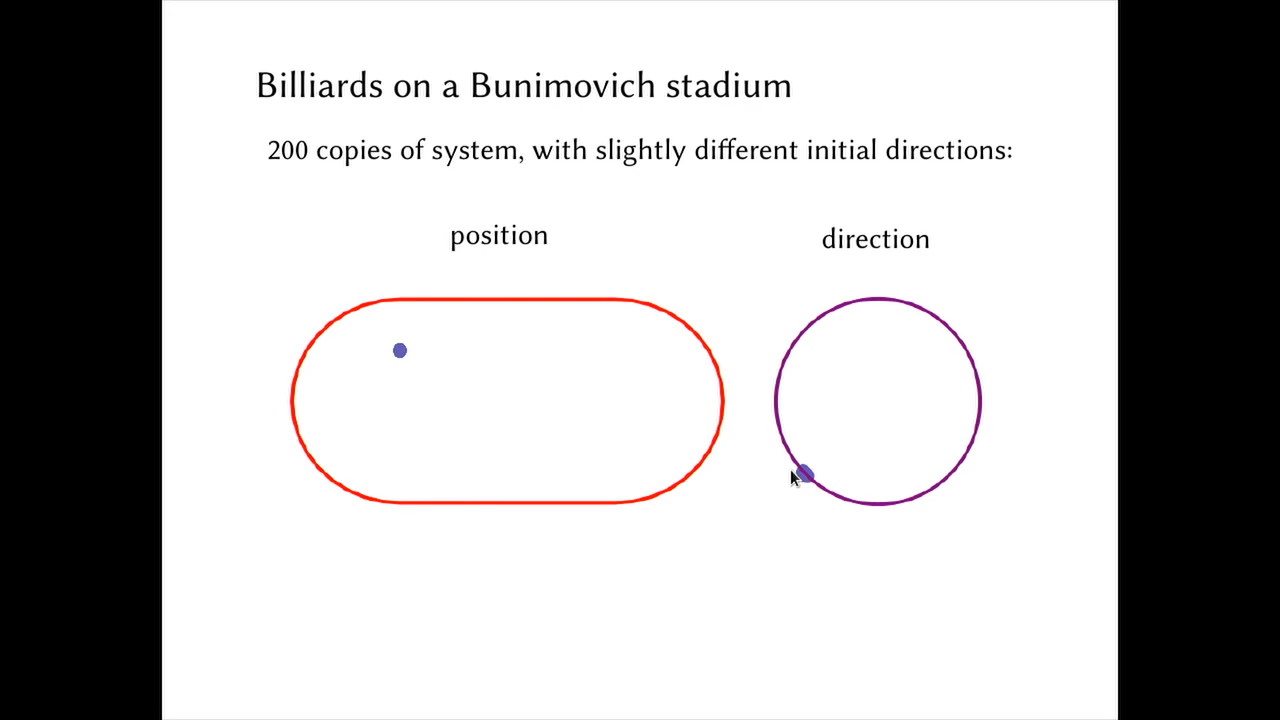 Billiards on a Bunimovich stadium
200 copies of system, with slightly different initial directions:
position
direction